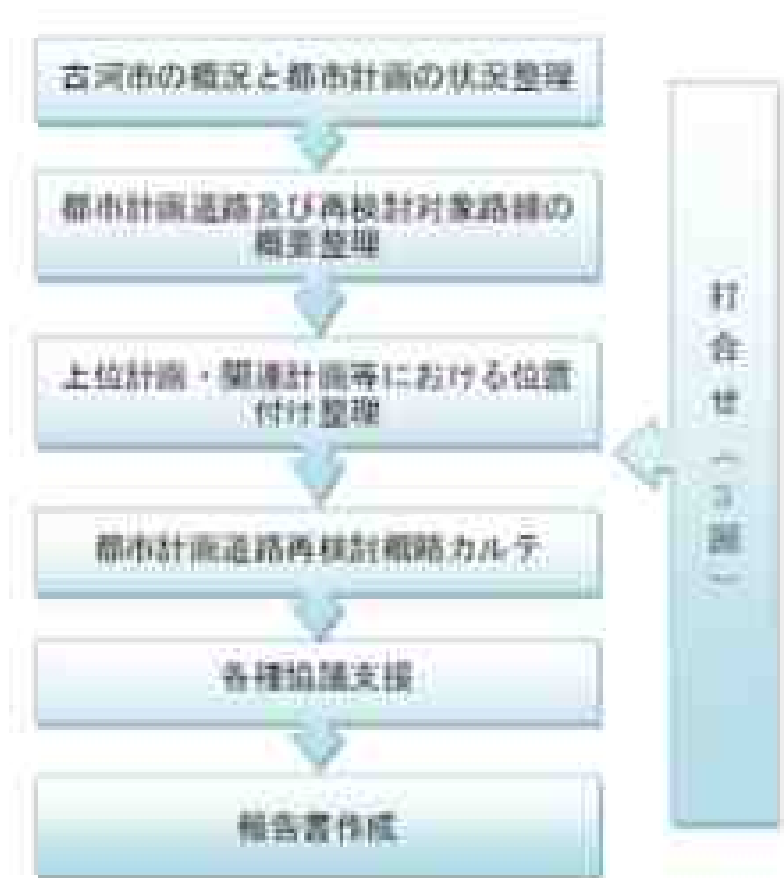 古河市の概況と都市計画の状況整理
都市計画道路及び再検討対象路線の
概要整理
上位計画・関連計画等における位置
付け整理
都市計画道路再検討概略カルテ
各種協議支援
報告書作成
打合せ（3回）